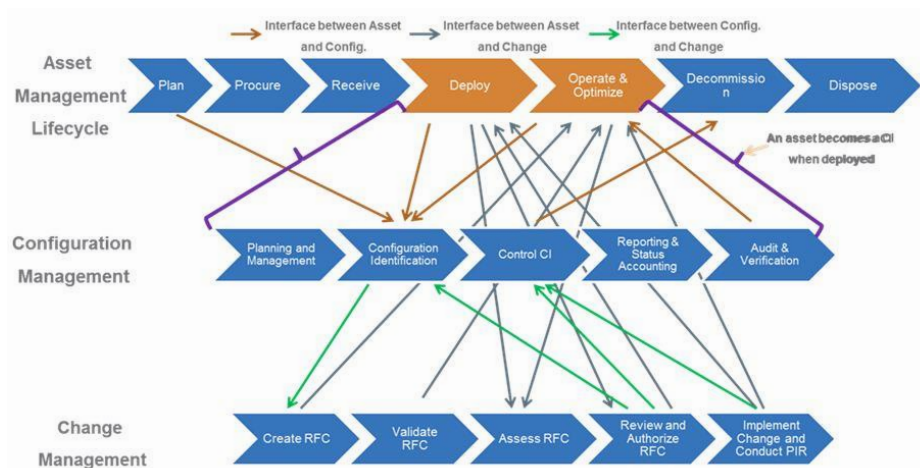 Interface between Asset
and Config.
Interface between Asset
and Change
Interface between Config.
and Change
Asset
Management
Lifecycle
Plan
Procure
Receive
Deploy
Operate &
Optimize
Decommissio
n
Dispose
An asset becomes a CI
when deployed
Configuration
Management
Planning and
Management
Configuration
Identification
Control CI
Reporting &
Status
Accounting
Audit &
Verification
Change
Management
Create RFC
Validate
RFC
Assess RFC
Review and
Authorize
RFC
Implement
Change and
Conduct PIR